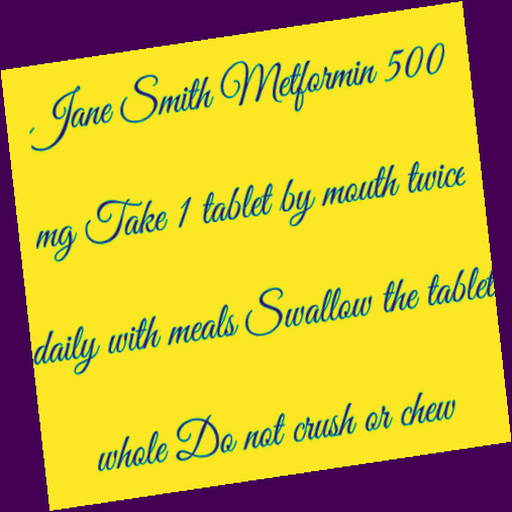 Jane Smith Metformin 500
mg Take 1 tablet by mouth twice
daily with meals Swallow the tablet
whole Do not crush or chew